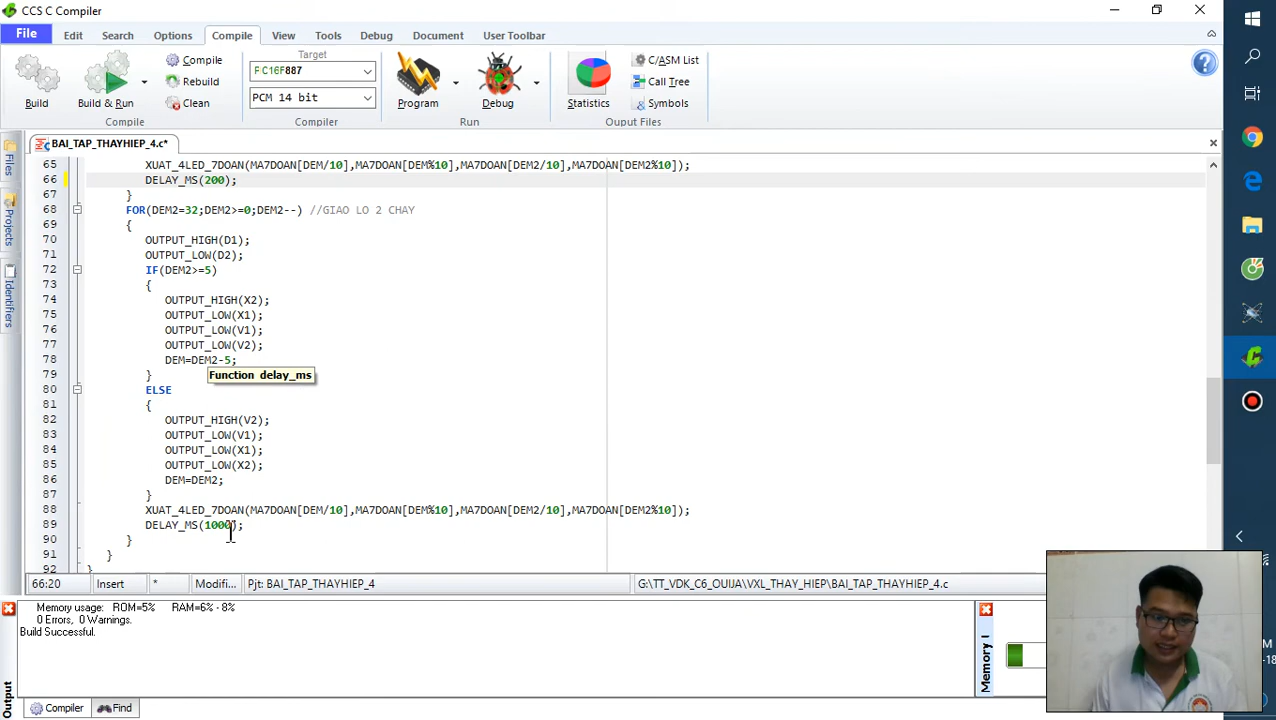 CCS C Compiler
File Edit Search Options Compile View Tools Debug Document User Toolbar
Build
Build & Run
Compile
Rebuild
Clean
Compile
Target
PIC16F887
PCM 14 bit
Compiler
Program
Debug
Run
Statistics
C/ASM List
Call Tree
Symbols
Ouput Files
BAI_TAP_THAYHIEP_4.c*
Files
Projects
Identifiers
65 XUAT_4LED_7DOAN(MA7DOAN[DEM/10],MA7DOAN[DEM%10],MA7DOAN[DEM2/10],MA7DOAN[DEM2%10]);
66 DELAY_MS(200);
67 }
68 FOR(DEM2=32;DEM2>=0;DEM2--) //GIAO LO 2 CHAY
69 {
70 OUTPUT_HIGH(D1);
71 OUTPUT_LOW(D2);
72 IF(DEM2>=5)
73 {
74 OUTPUT_HIGH(X2);
75 OUTPUT_LOW(X1);
76 OUTPUT_LOW(V1);
77 OUTPUT_LOW(V2);
78 DEM=DEM2-5;
79 }
Function delay_ms
80 ELSE
81 {
82 OUTPUT_HIGH(V2);
83 OUTPUT_LOW(V1);
84 OUTPUT_LOW(X1);
85 OUTPUT_LOW(X2);
86 DEM=DEM2;
87 }
88 XUAT_4LED_7DOAN(MA7DOAN[DEM/10],MA7DOAN[DEM%10],MA7DOAN[DEM2/10],MA7DOAN[DEM2%10]);
89 DELAY_MS(1000);
90 }
91 }
92 }
66:20 Insert * Modifi... Pjt: BAI_TAP_THAYHIEP_4 G:\TT_VDK_C6_OUIJA\VXL_THAY_HIEP\BAI_TAP_THAYHIEP_4.c
Memory usage: ROM=5% RAM=6% - 8%
0 Errors, 0 Warnings.
Build Successful.
Output
Compiler Find